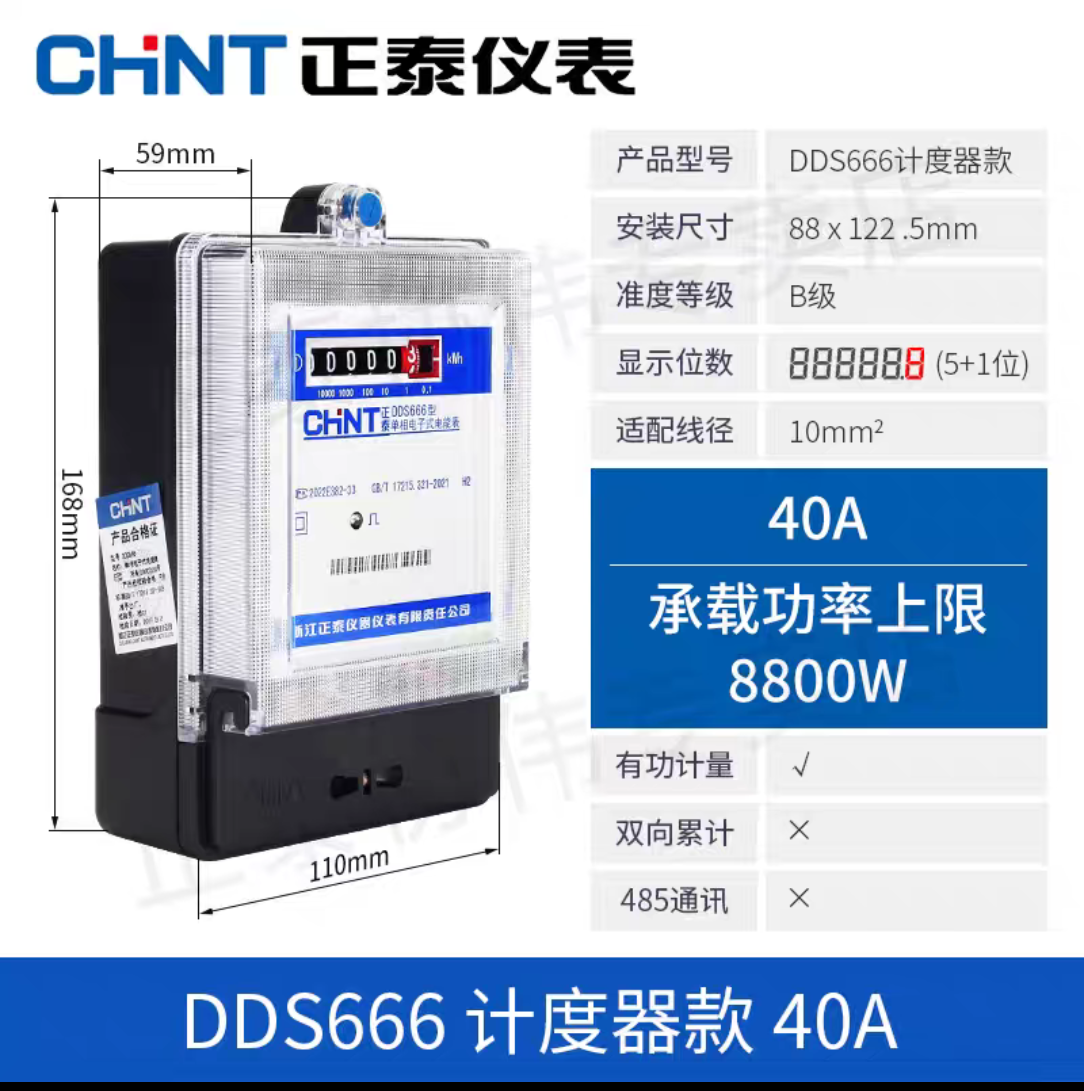 CHNT 正泰仪表
59mm
168mm
110mm
产品型号 DDS666计度器款
安装尺寸 88 x 122 .5mm
准度等级 B级
显示位数 88888.8 (5+1位)
适配线径 10mm²
40A
承载功率上限
8800W
有功计量 √
双向累计 ×
485通讯 ×
00000 kWh
10000 1000 100 10 1 0.1
CHNT 正泰
DDS666型
单相电子式电能表
2022E382-33 GB/T 17215.321-2021 H2
浙江正泰仪器仪表有限责任公司
CHNT
产品合格证
DDS666 计度器款 40A